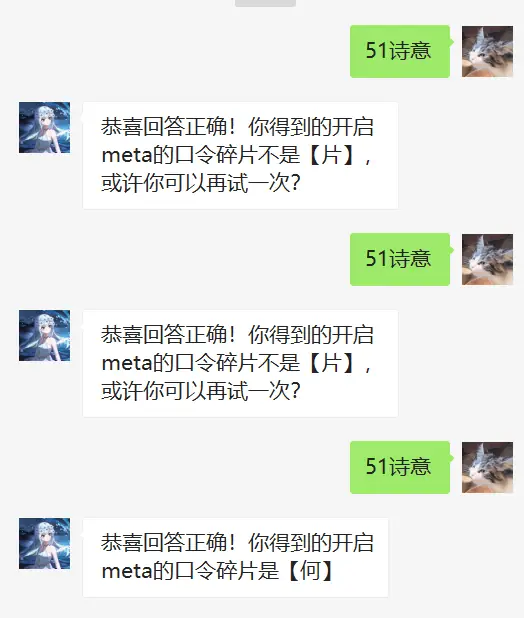 51诗意
恭喜回答正确！你得到的开启
meta的口令碎片不是【片】，
或许你可以再试一次？
51诗意
恭喜回答正确！你得到的开启
meta的口令碎片不是【片】，
或许你可以再试一次？
51诗意
恭喜回答正确！你得到的开启
meta的口令碎片是【何】